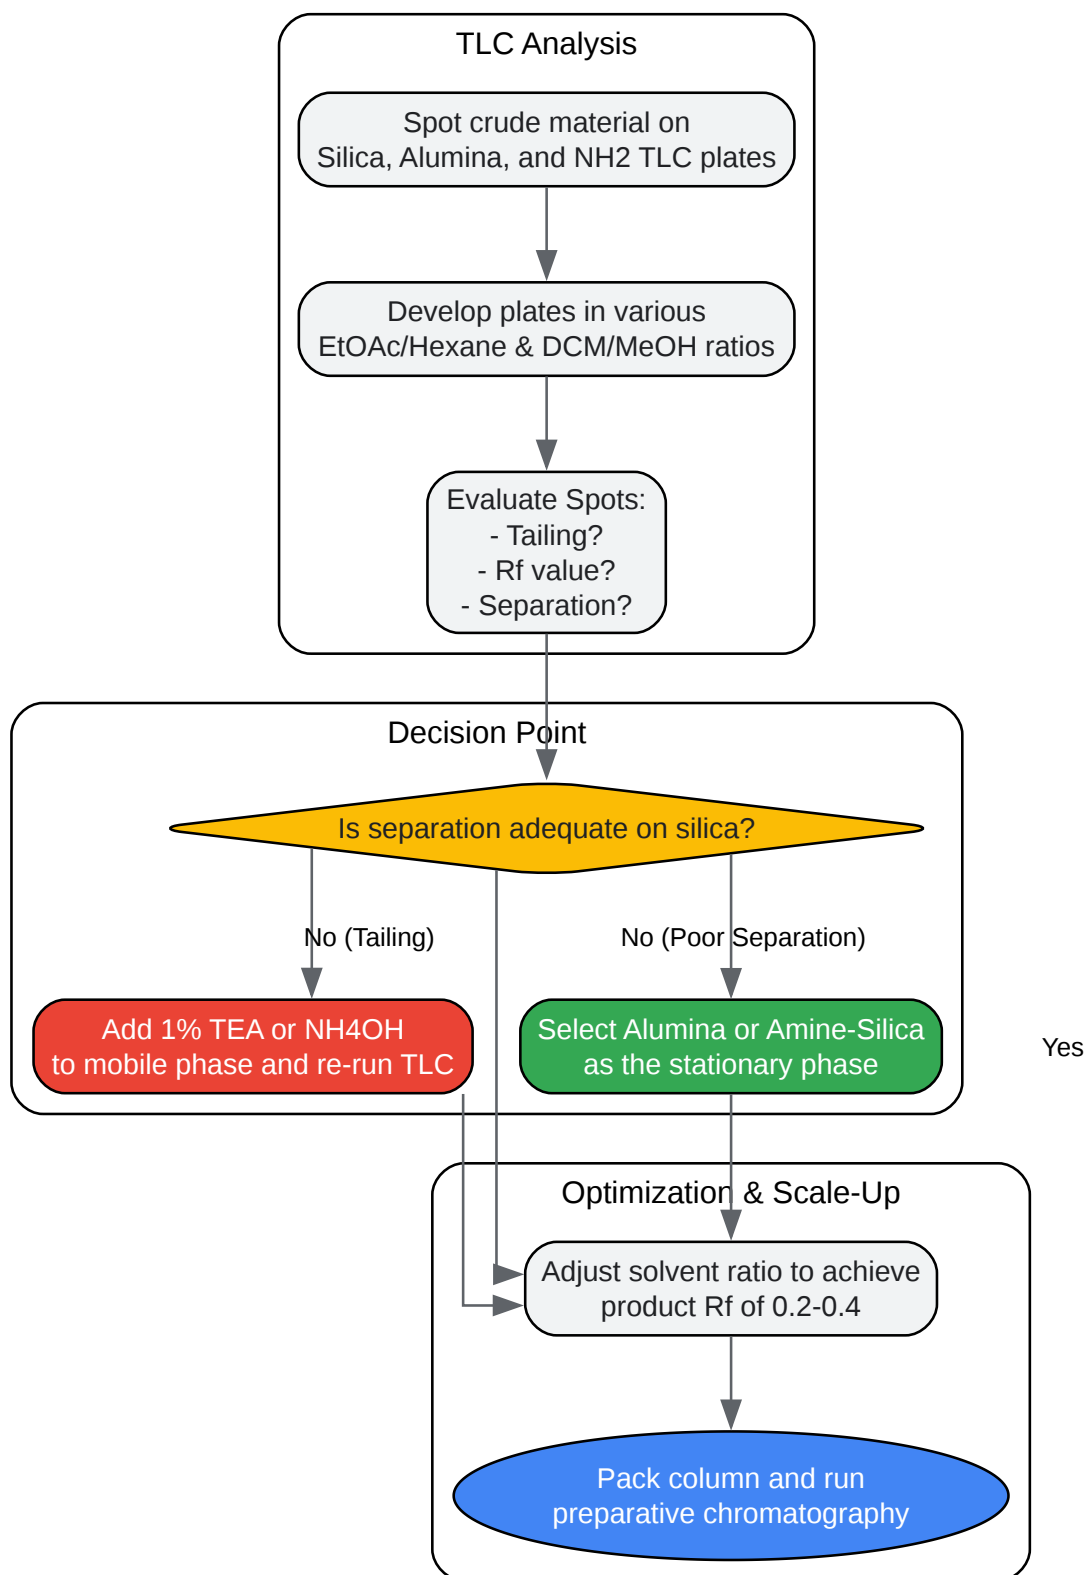 TLC Analysis
Spot crude material on
Silica, Alumina, and NH2 TLC plates
Develop plates in various
EtOAc/Hexane & DCM/MeOH ratios
Evaluate Spots:
- Tailing?
- Rf value?
- Separation?
Decision Point
Is separation adequate on silica?
No (Tailing)
No (Poor Separation)
Add 1% TEA or NH4OH
to mobile phase and re-run TLC
Select Alumina or Amine-Silica
as the stationary phase
Yes
Optimization & Scale-Up
Adjust solvent ratio to achieve
product Rf of 0.2-0.4
Pack column and run
preparative chromatography